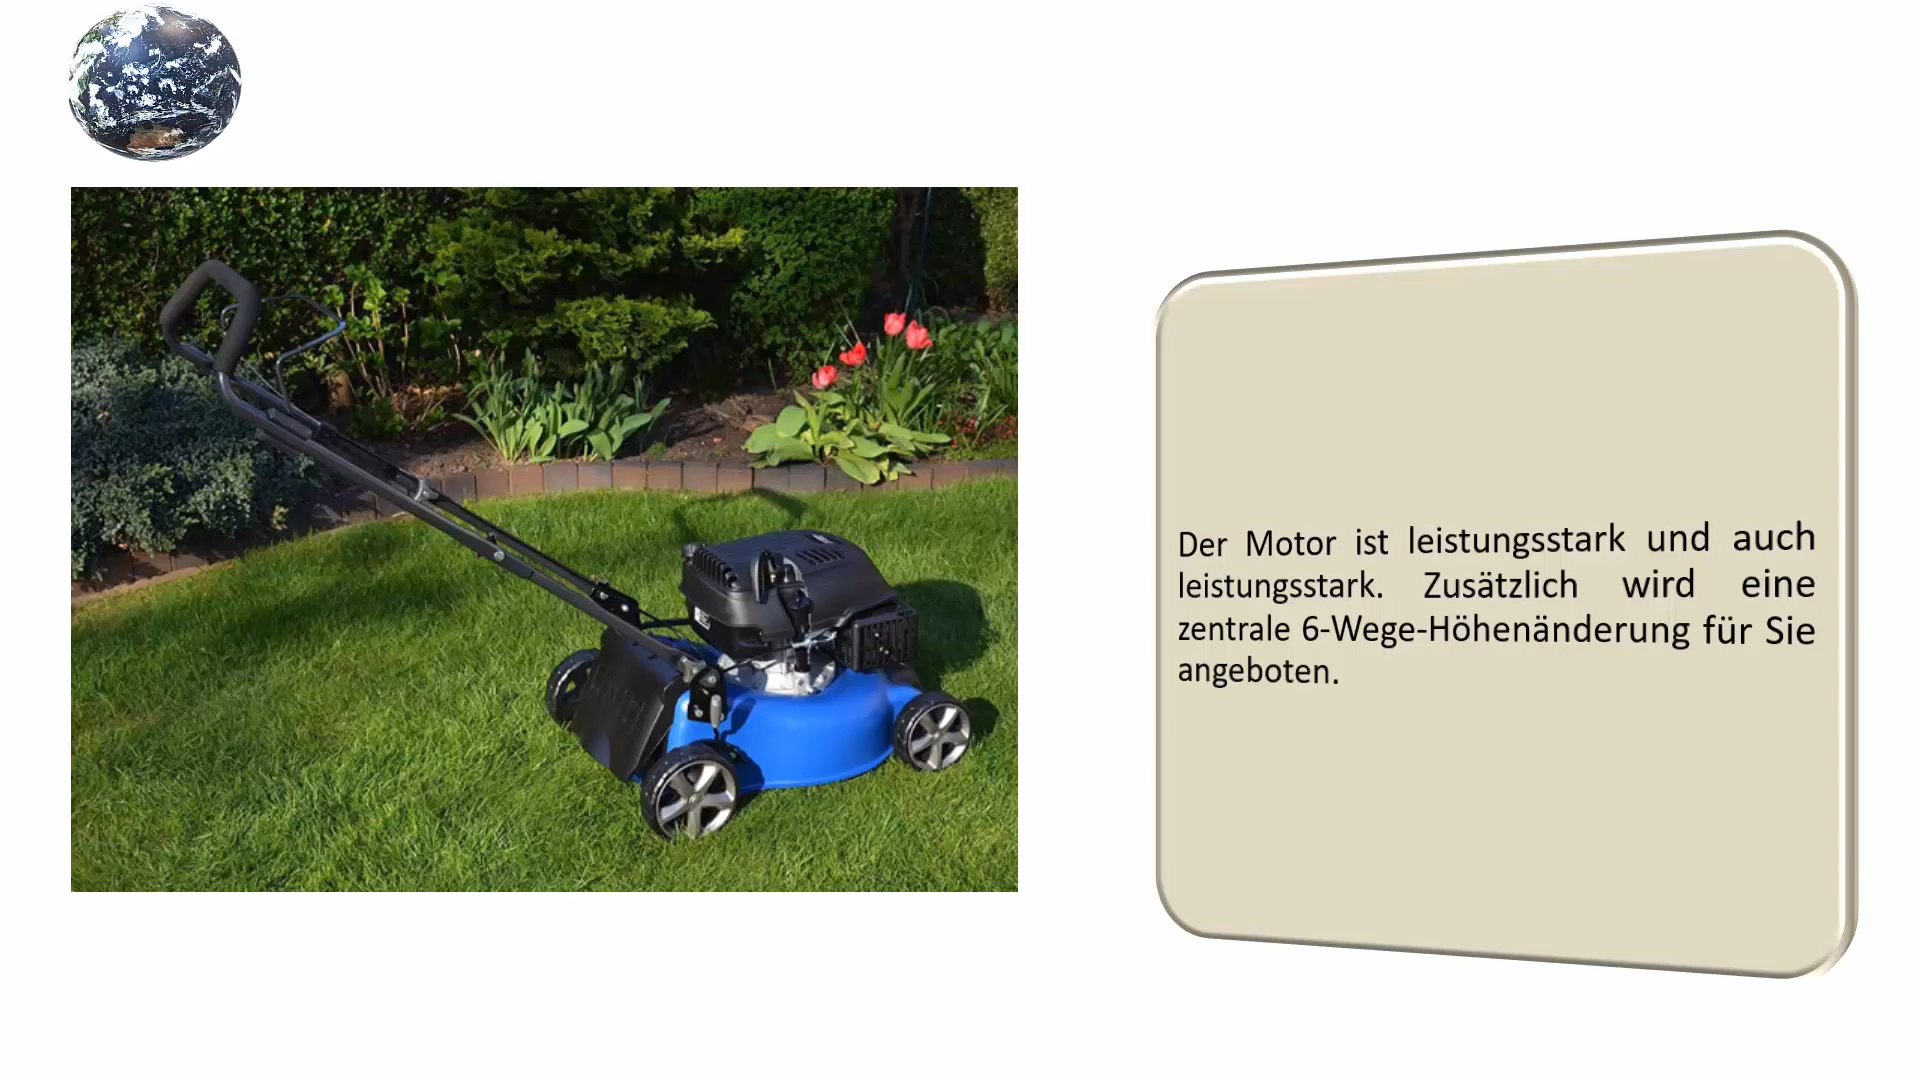 Der Motor ist leistungsstark und auch
leistungsstark. Zusätzlich wird eine
zentrale 6-Wege-Höhenänderung für Sie
angeboten.